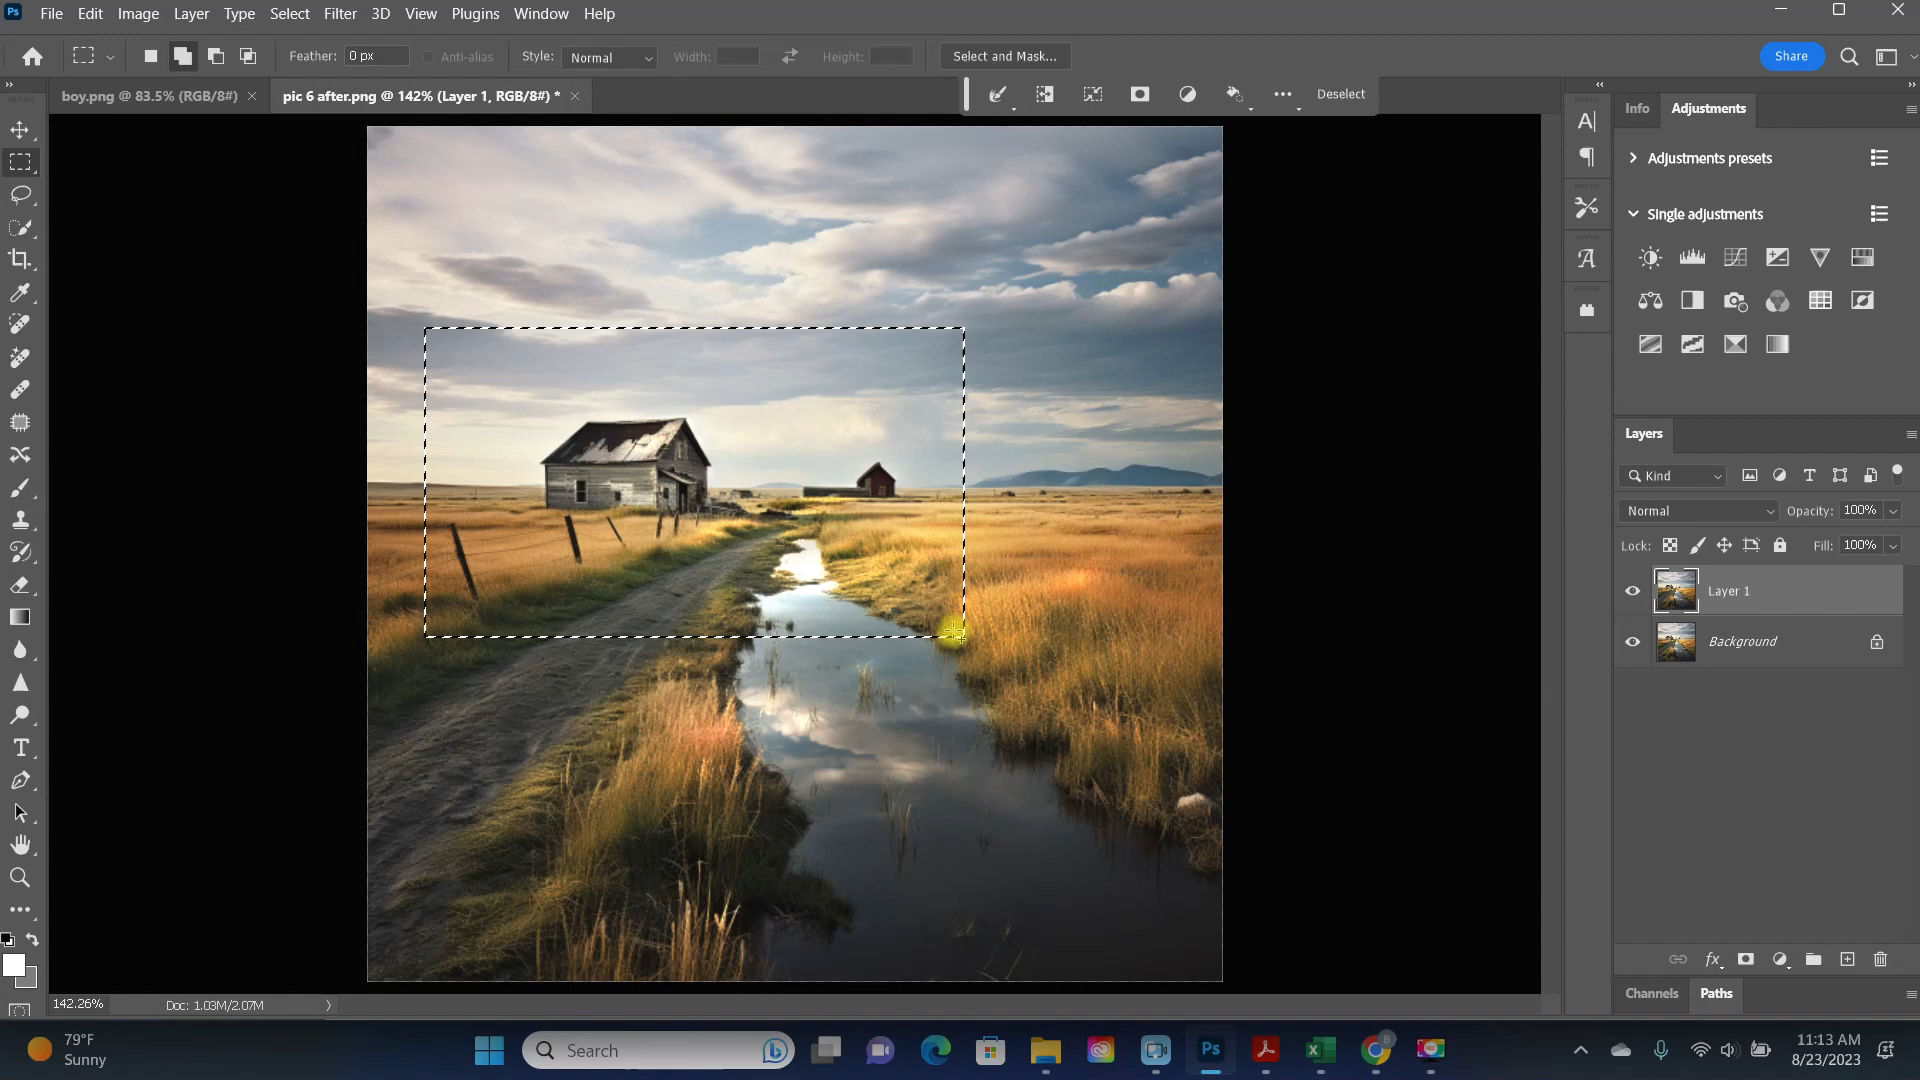 Ps File Edit Image Layer Type Select Filter 3D View Plugins Window Help
Feather: 0 px Anti-alias Style: Normal Width: Height: Select and Mask... Share
boy.png @ 83.5% (RGB/8#) × pic 6 after.png @ 142% (Layer 1, RGB/8#) * × Deselect
Info Adjustments
Adjustments presets
Single adjustments
Layers
Kind
Normal Opacity: 100%
Lock: Fill: 100%
Layer 1
Background
Channels Paths
142.26% Doc: 1.03M/2.07M
79°F
Sunny
Search
Ps
11:13 AM
8/23/2023